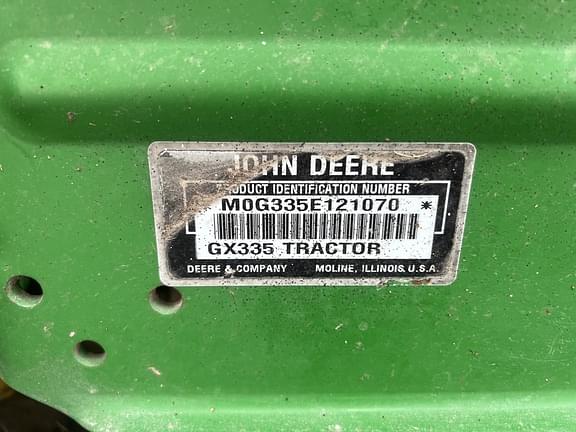 JOHN DEERE
PRODUCT IDENTIFICATION NUMBER
M0G335E121070 *
GX335 TRACTOR
DEERE & COMPANY MOLINE, ILLINOIS U.S.A.